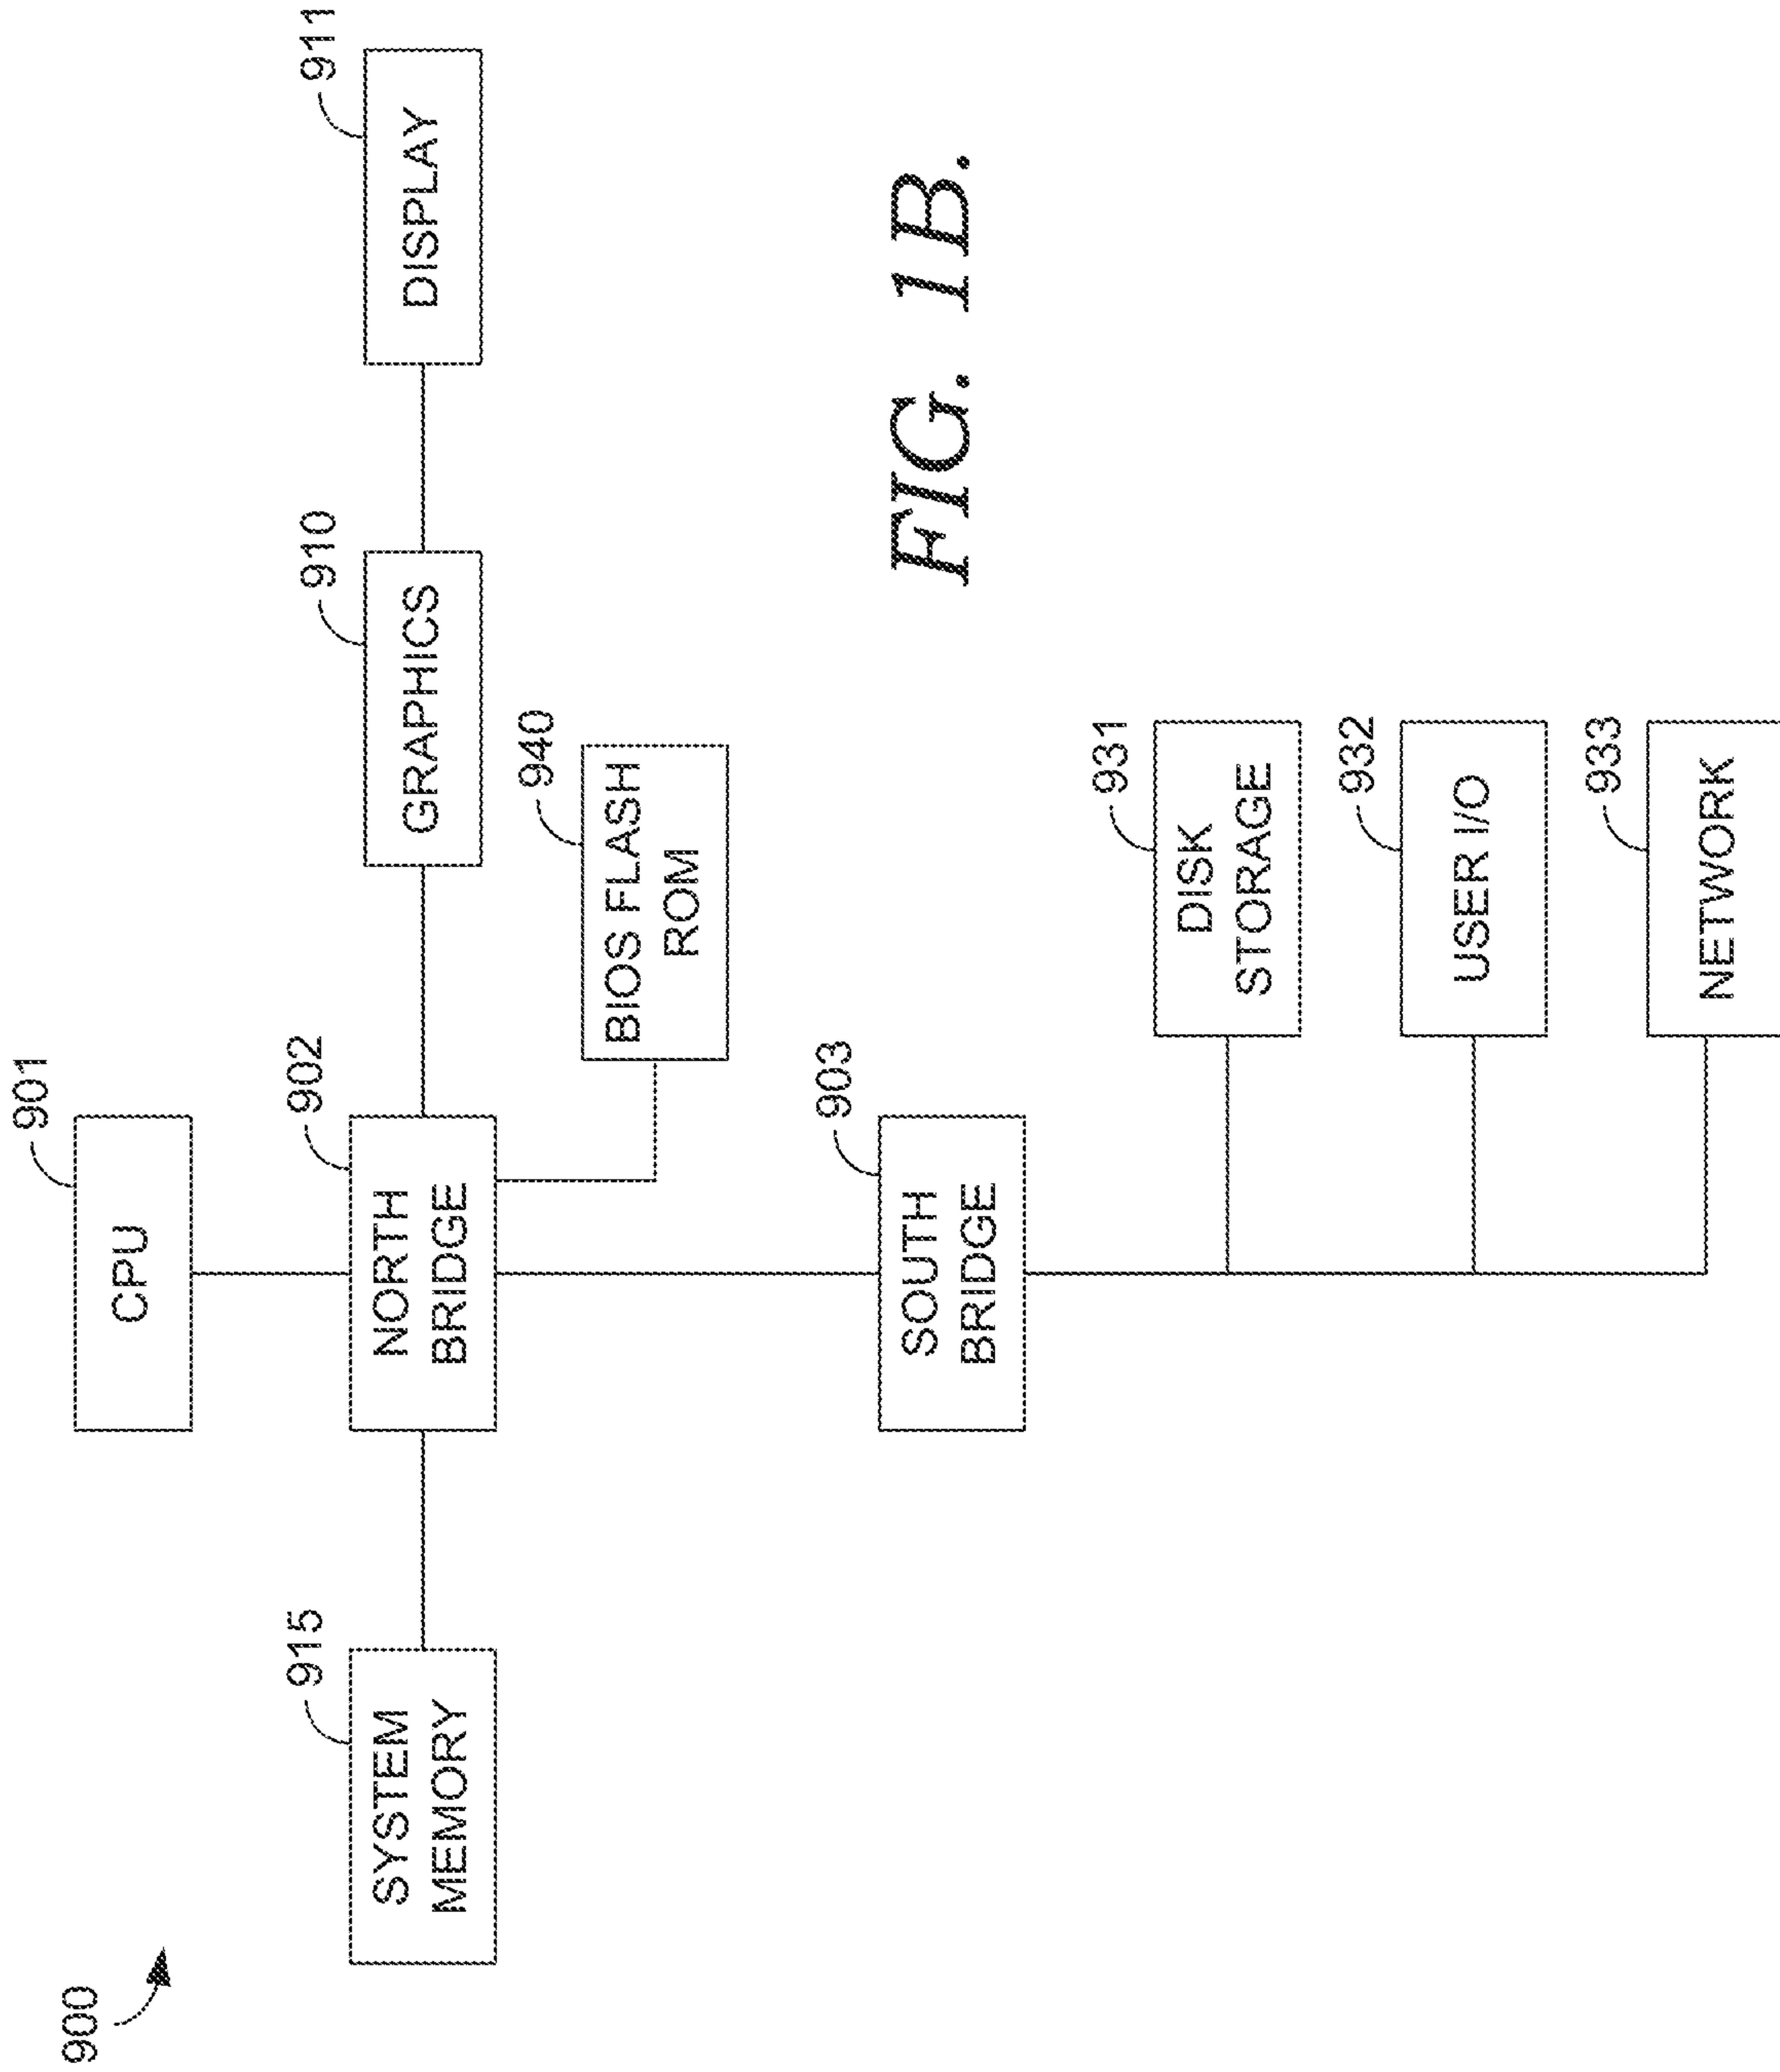 900
901
CPU
915
SYSTEM
MEMORY
902
NORTH
BRIDGE
910
GRAPHICS
911
DISPLAY
940
BIOS FLASH
ROM
903
SOUTH
BRIDGE
931
DISK
STORAGE
932
USER I/O
933
NETWORK
FIG. 1B.